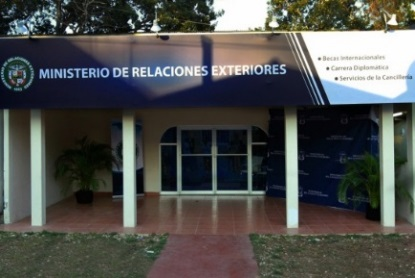 MINISTERIO DE RELACIONES EXTERIORES
• Becas Internacionales
• Carrera Diplomática
• Servicios de la Cancillería